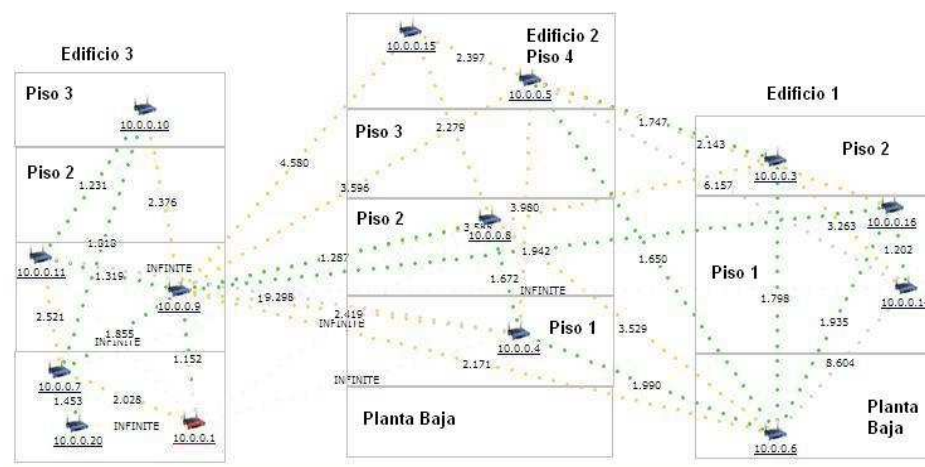 Edificio 3
Piso 3
10.0.0.10
Piso 2
1.231
2.376
1.319
INFINITE
10.0.0.11
10.0.0.9
2.521
1.855
1.152
10.0.0.7
1.453
2.028
INFINITE
10.0.0.20
10.0.0.1
10.0.0.15
Edificio 2
Piso 4
2.397
10.0.0.5
Piso 3
2.279
4.580
3.596
Piso 2
3.980
10.0.0.8
1.287
1.942
1.672
INFINITE
19.298
2.419
Piso 1
10.0.0.4
2.171
INFINITE
3.529
1.990
1.650
Planta Baja
Edificio 1
1.747
2.143
Piso 2
10.0.0.3
6.157
10.0.0.16
3.263
1.202
Piso 1
1.798
1.935
8.604
Planta
Baja
10.0.0.6